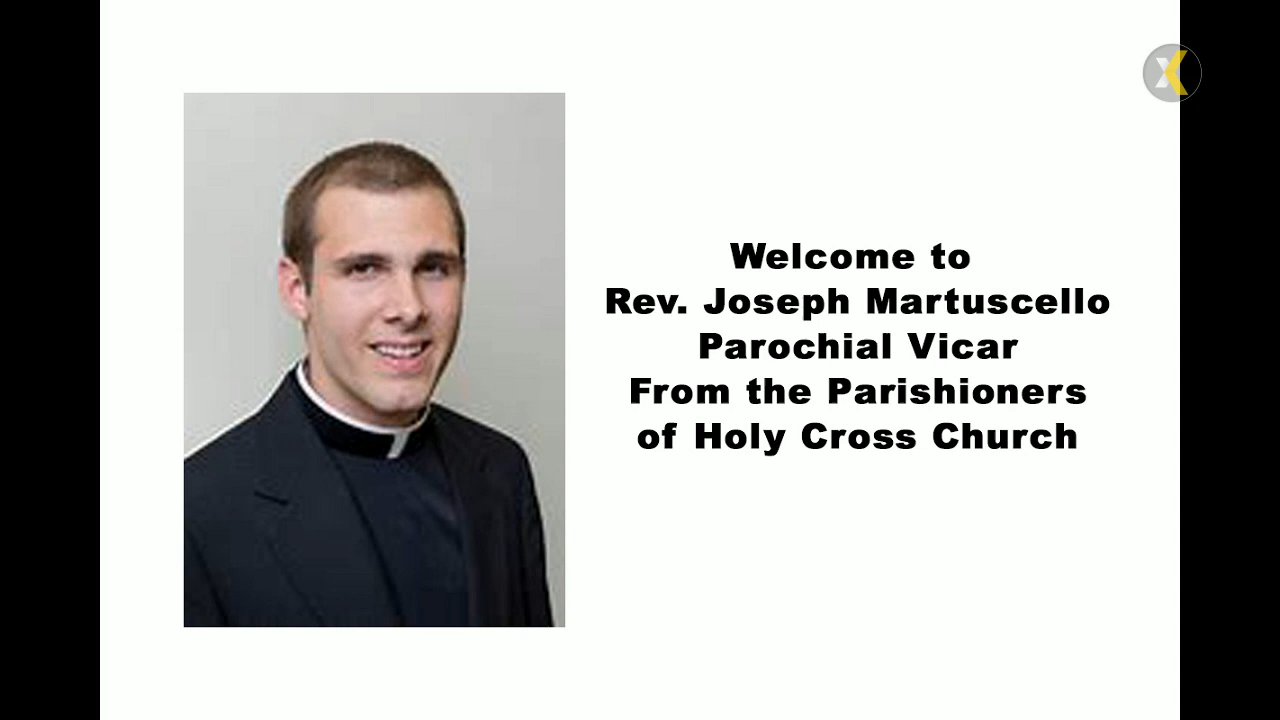 Welcome to
Rev. Joseph Martuscello
Parochial Vicar
From the Parishioners
of Holy Cross Church